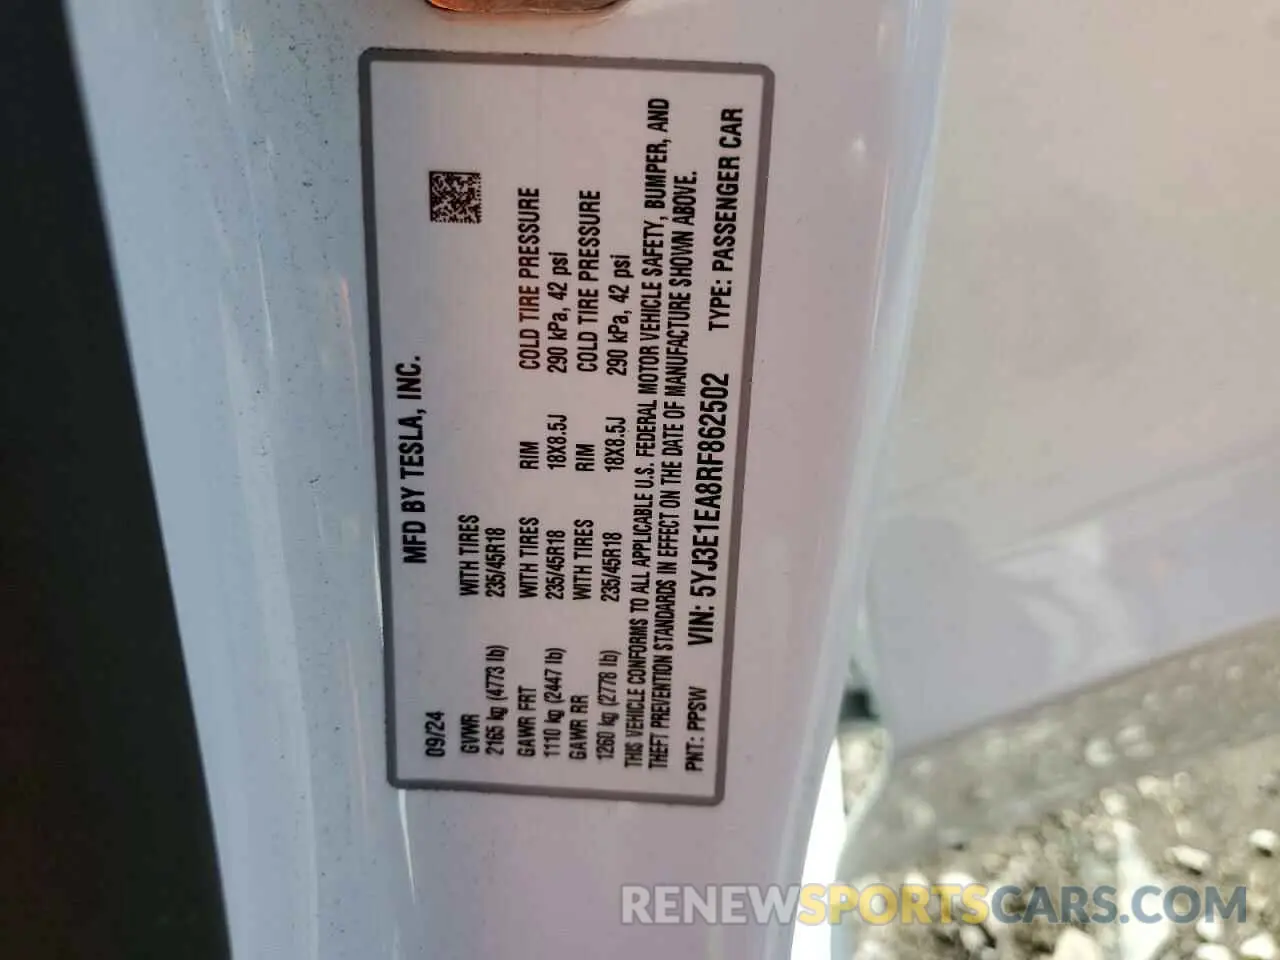 MFD BY TESLA, INC.
09/24
GVWR WITH TIRES
2165 kg (4773 lb) 235/45R18
GAWR FRT WITH TIRES RIM COLD TIRE PRESSURE
1110 kg (2447 lb) 235/45R18 18X8.5J 290 kPa, 42 psi
GAWR RR WITH TIRES RIM COLD TIRE PRESSURE
1260 kg (2778 lb) 235/45R18 18X8.5J 290 kPa, 42 psi
THIS VEHICLE CONFORMS TO ALL APPLICABLE U.S. FEDERAL MOTOR VEHICLE SAFETY, BUMPER, AND
THEFT PREVENTION STANDARDS IN EFFECT ON THE DATE OF MANUFACTURE SHOWN ABOVE.
PNT: PPSW VIN: 5YJ3E1EA8RF862502 TYPE: PASSENGER CAR
RENEWSPORTSCARS.COM